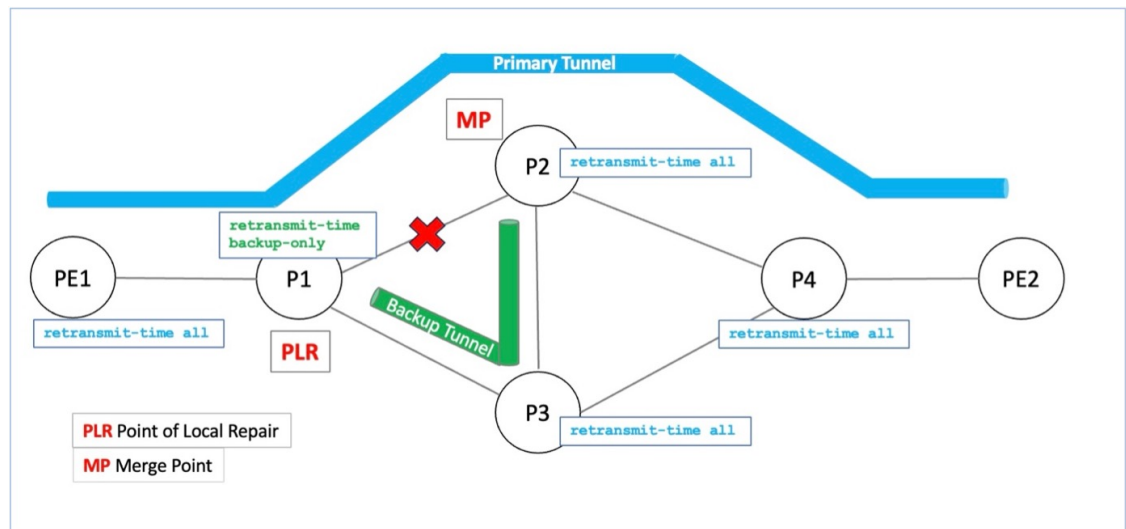 Primary Tunnel
MP
P2
retransmit-time all
retransmit-time
backup-only
PE1
P1
P4
PE2
retransmit-time all
retransmit-time all
Backup Tunnel
PLR
P3
retransmit-time all
PLR Point of Local Repair
MP Merge Point